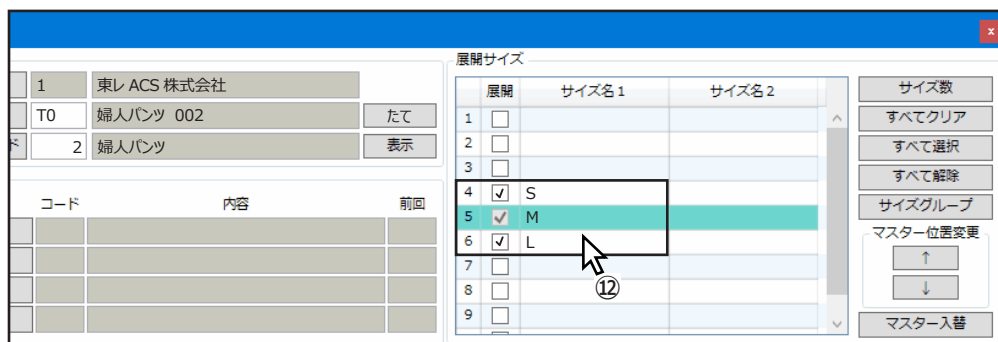 x
展開サイズ
1 東レ ACS 株式会社
T0 婦人パンツ 002 たて
2 婦人パンツ 表示
コード 内容 前回
展開 サイズ名1 サイズ名2
1
2
3
4 S
5 M
6 L
7
8
9
⑫
サイズ数
すべてクリア
すべて選択
すべて解除
サイズグループ
マスター位置変更
↑
↓
マスター入替